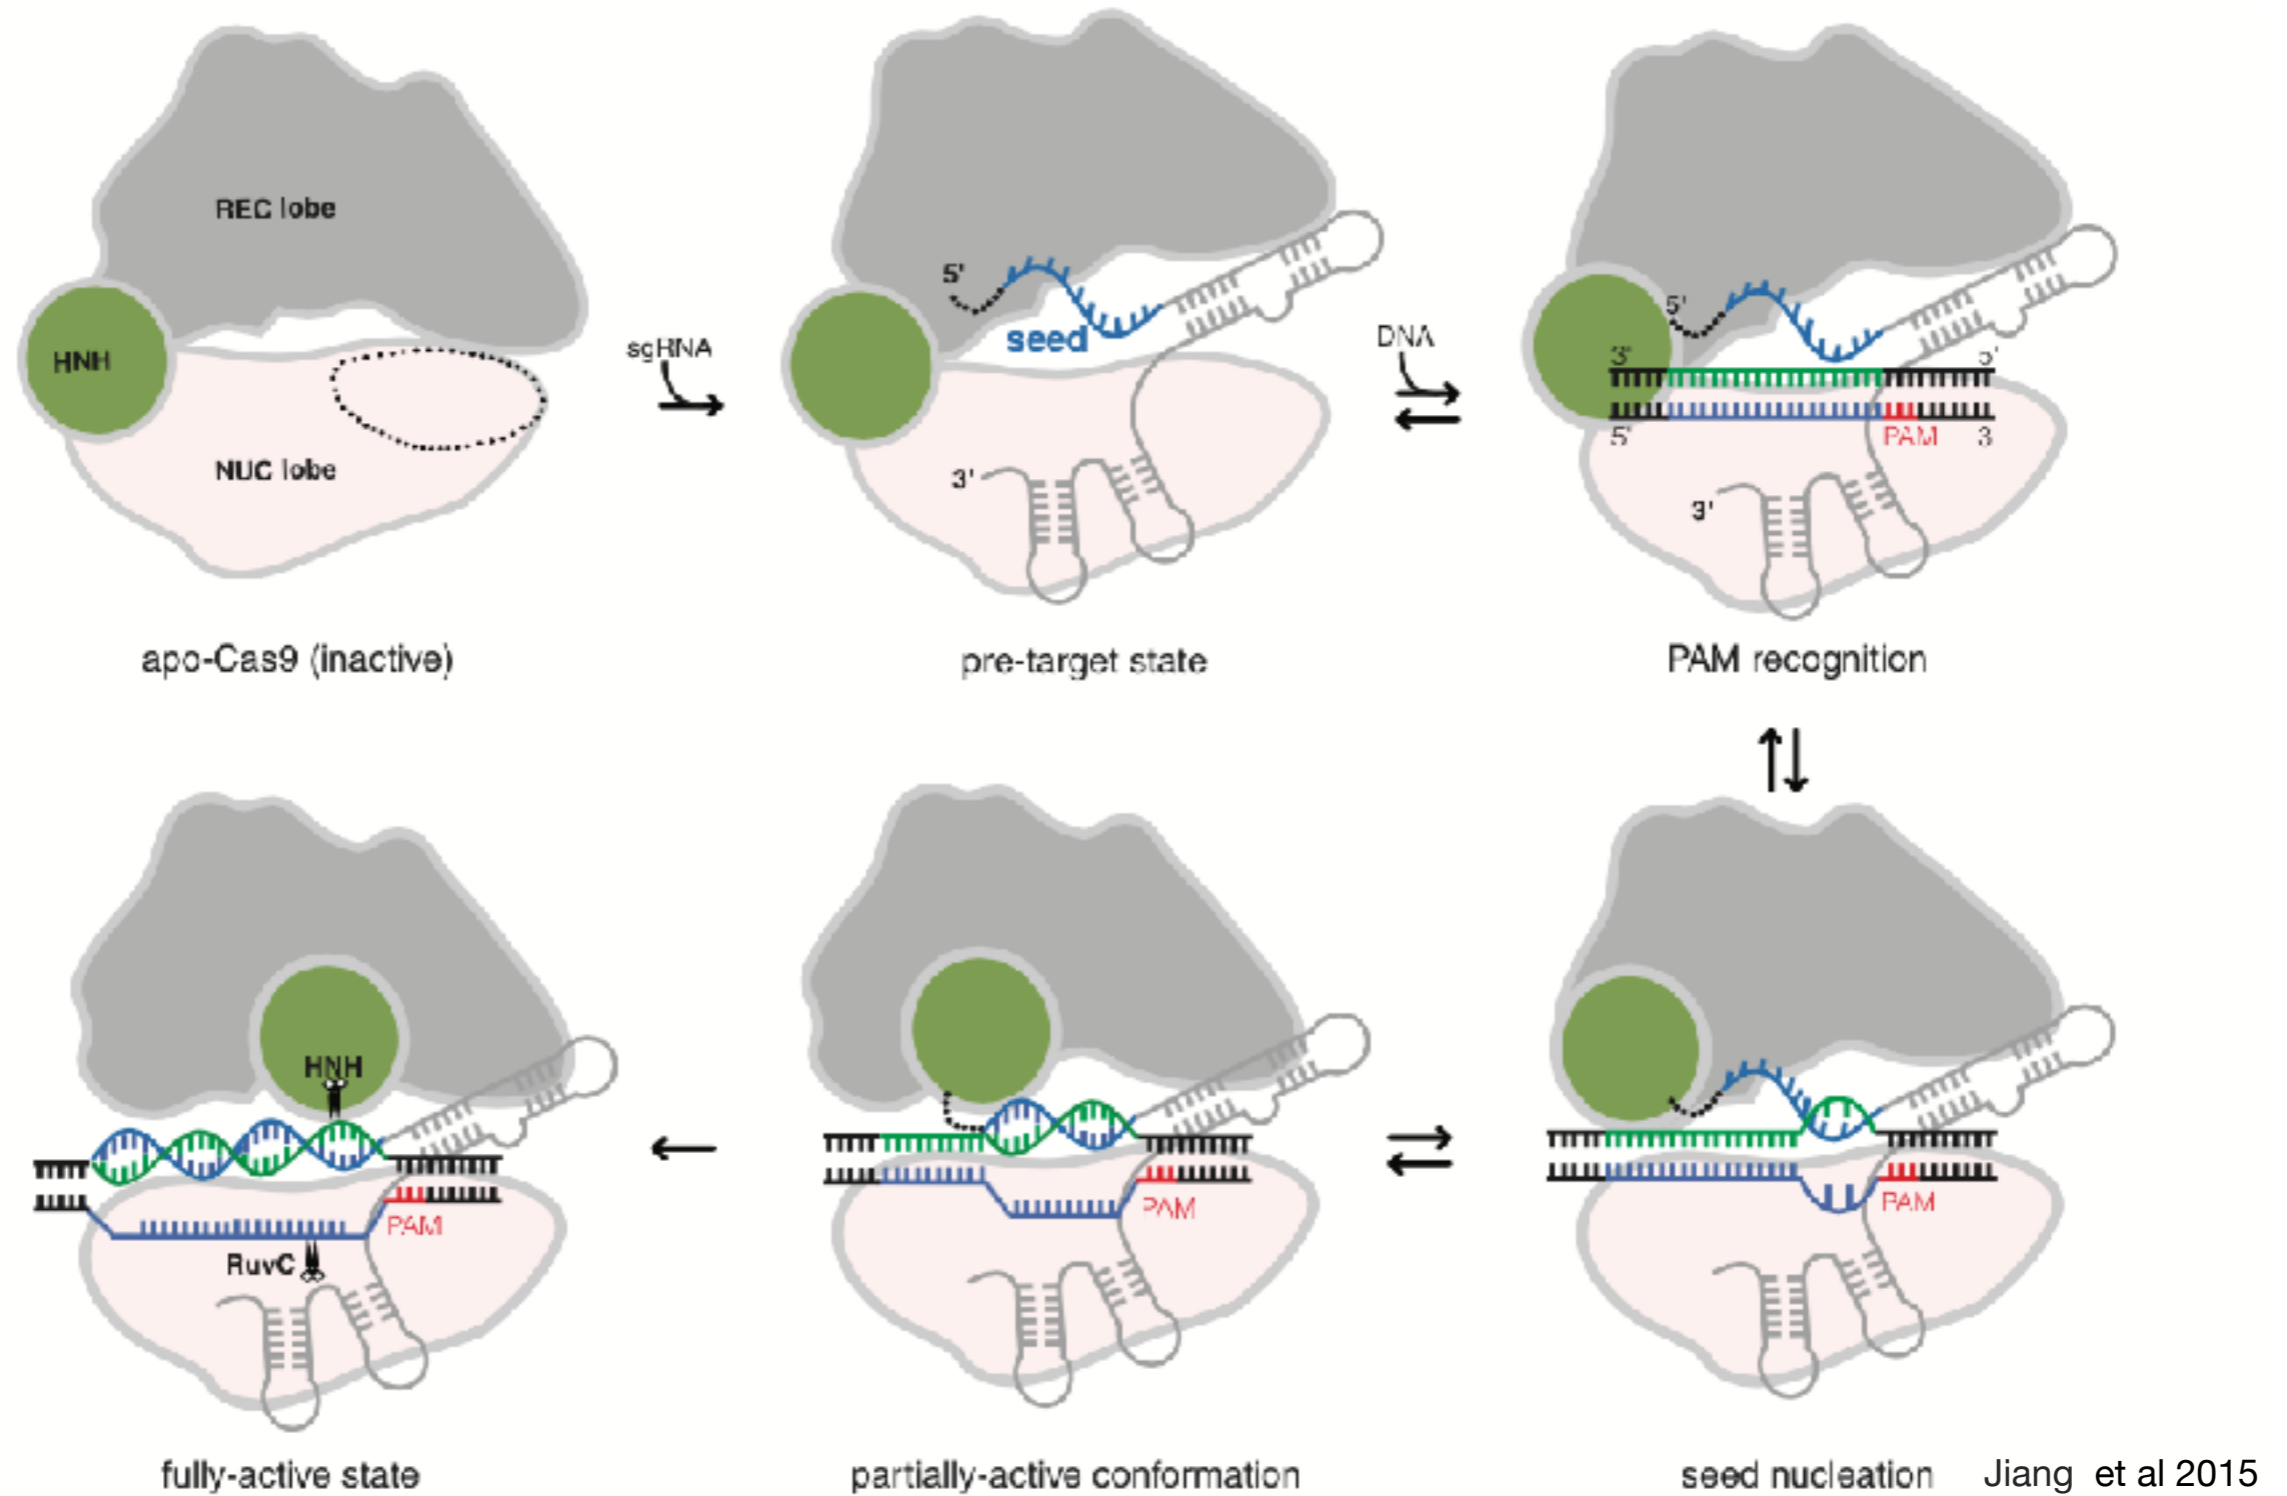 REC lobe
HNH
NUC lobe
apo-Cas9 (inactive)
sgRNA
5'
seed
3'
pre-target state
DNA
5'
3'
5'
5'
PAM
3
3'
PAM recognition
HNH
PAM
RuvC
fully-active state
PAM
partially-active conformation
PAM
seed nucleation
Jiang et al 2015